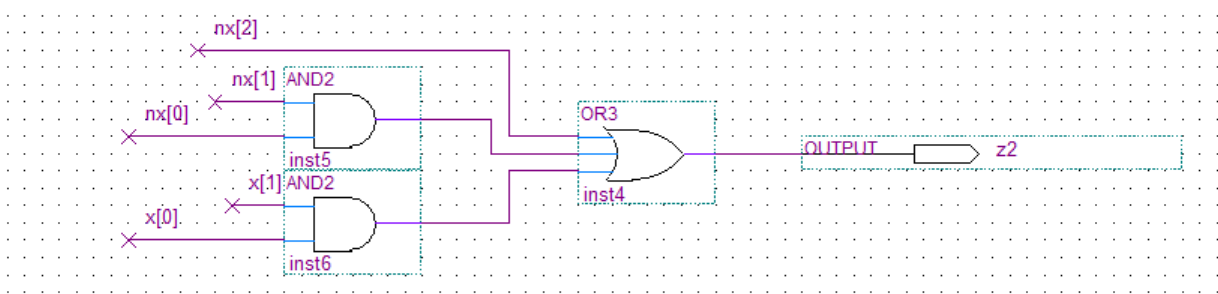 nx[2]
nx[1]
AND2
nx[0]
inst5
OR3
inst4
OUTPUT
z2
x[1]
AND2
x[0]
inst6